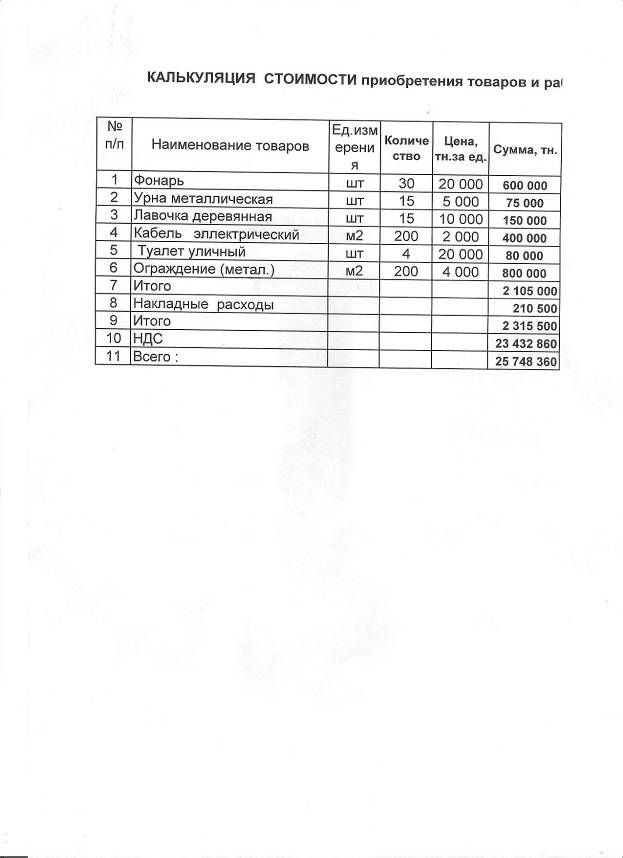 КАЛЬКУЛЯЦИЯ СТОИМОСТИ приобретения товаров и
№ п/п Наименование товаров Ед.измерения Количество Цена, тн.за ед. Сумма, тн.
1 Фонарь шт 30 20 000 600 000
2 Урна металлическая шт 15 5 000 75 000
3 Лавочка деревянная шт 15 10 000 150 000
4 Кабель эллектрический м2 200 2 000 400 000
5 Туалет уличный шт 4 20 000 80 000
6 Ограждение (метал.) м2 200 4 000 800 000
7 Итого 2 105 000
8 Накладные расходы 210 500
9 Итого 2 315 500
10 НДС 23 432 860
11 Всего : 25 748 360